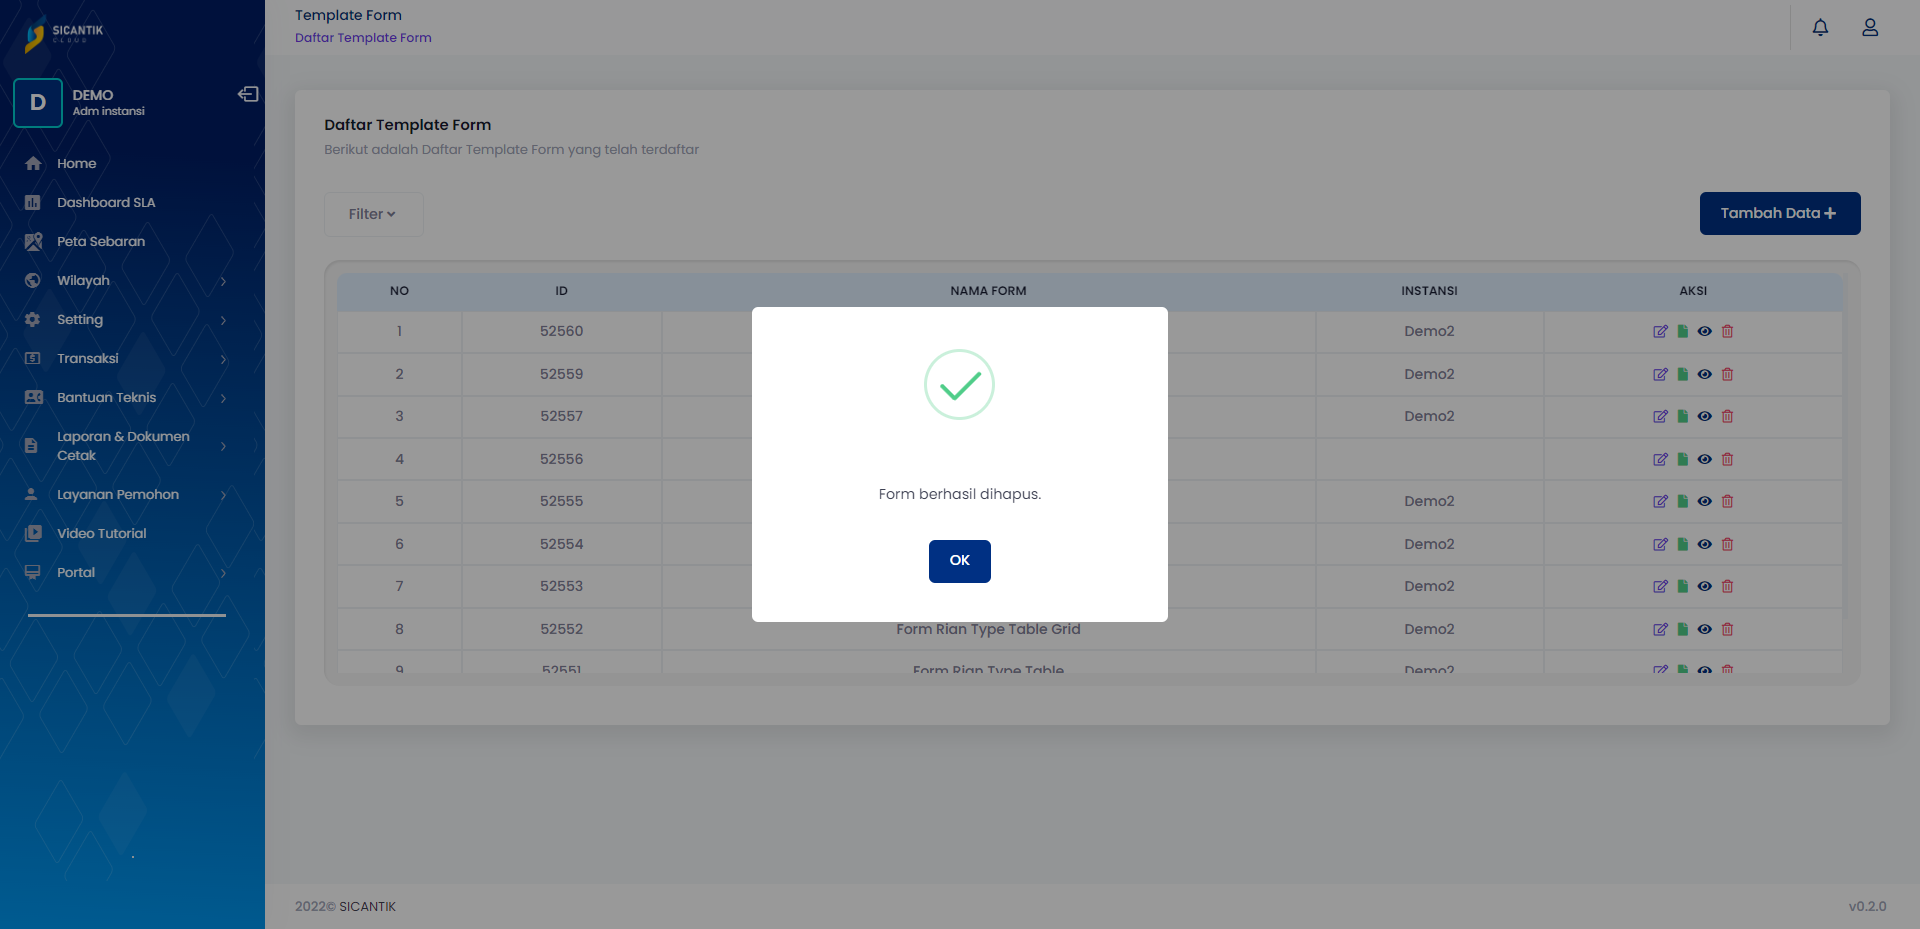 SICANTIK
CLOUD
D
DEMO
Adm instansi
Home
Dashboard SLA
Peta Sebaran
Wilayah
Setting
Transaksi
Bantuan Teknis
Laporan & Dokumen
Cetak
Layanan Pemohon
Video Tutorial
Portal
Template Form
Daftar Template Form
Daftar Template Form
Berikut adalah Daftar Template Form yang telah terdaftar
Filter
Tambah Data +
NO ID NAMA FORM INSTANSI AKSI
1 52560 Demo2
2 52559 Demo2
3 52557 Demo2
4 52556
5 52555 Demo2
6 52554 Demo2
7 52553 Demo2
8 52552 Form Rian Type Table Grid Demo2
9 52551 Form Rian Type Table Demo2
Form berhasil dihapus.
OK
2022© SICANTIK
v0.2.0